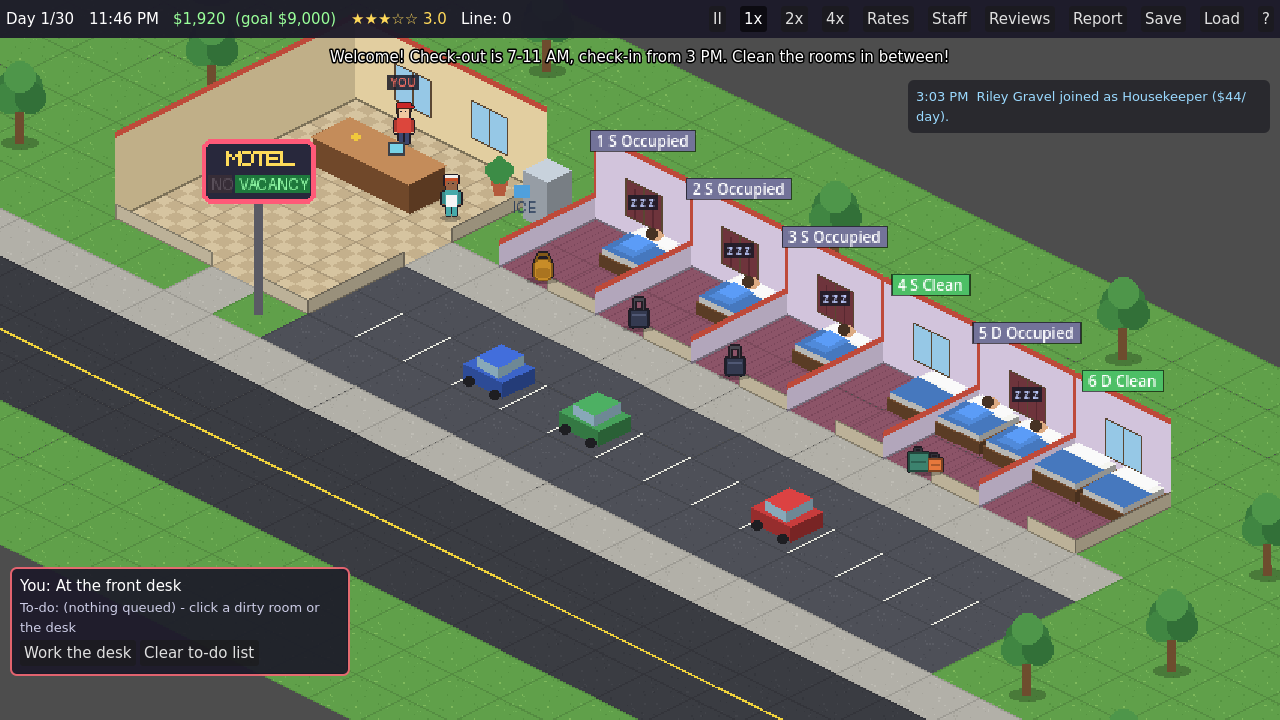 Day 1/30 11:46 PM $1,920 (goal $9,000) ★★★☆☆ 3.0 Line: 0 II 1x 2x 4x Rates Staff Reviews Report Save Load ?
Welcome! Check-out is 7-11 AM, check-in from 3 PM. Clean the rooms in between!
3:03 PM Riley Gravel joined as Housekeeper ($44/
day).
YOU
MOTEL
NO VACANCY
ICE
1 S Occupied
2 S Occupied
3 S Occupied
4 S Clean
5 D Occupied
6 D Clean
z z z
z z z
z z z
z z z
You: At the front desk
To-do: (nothing queued) - click a dirty room or
the desk
Work the desk Clear to-do list